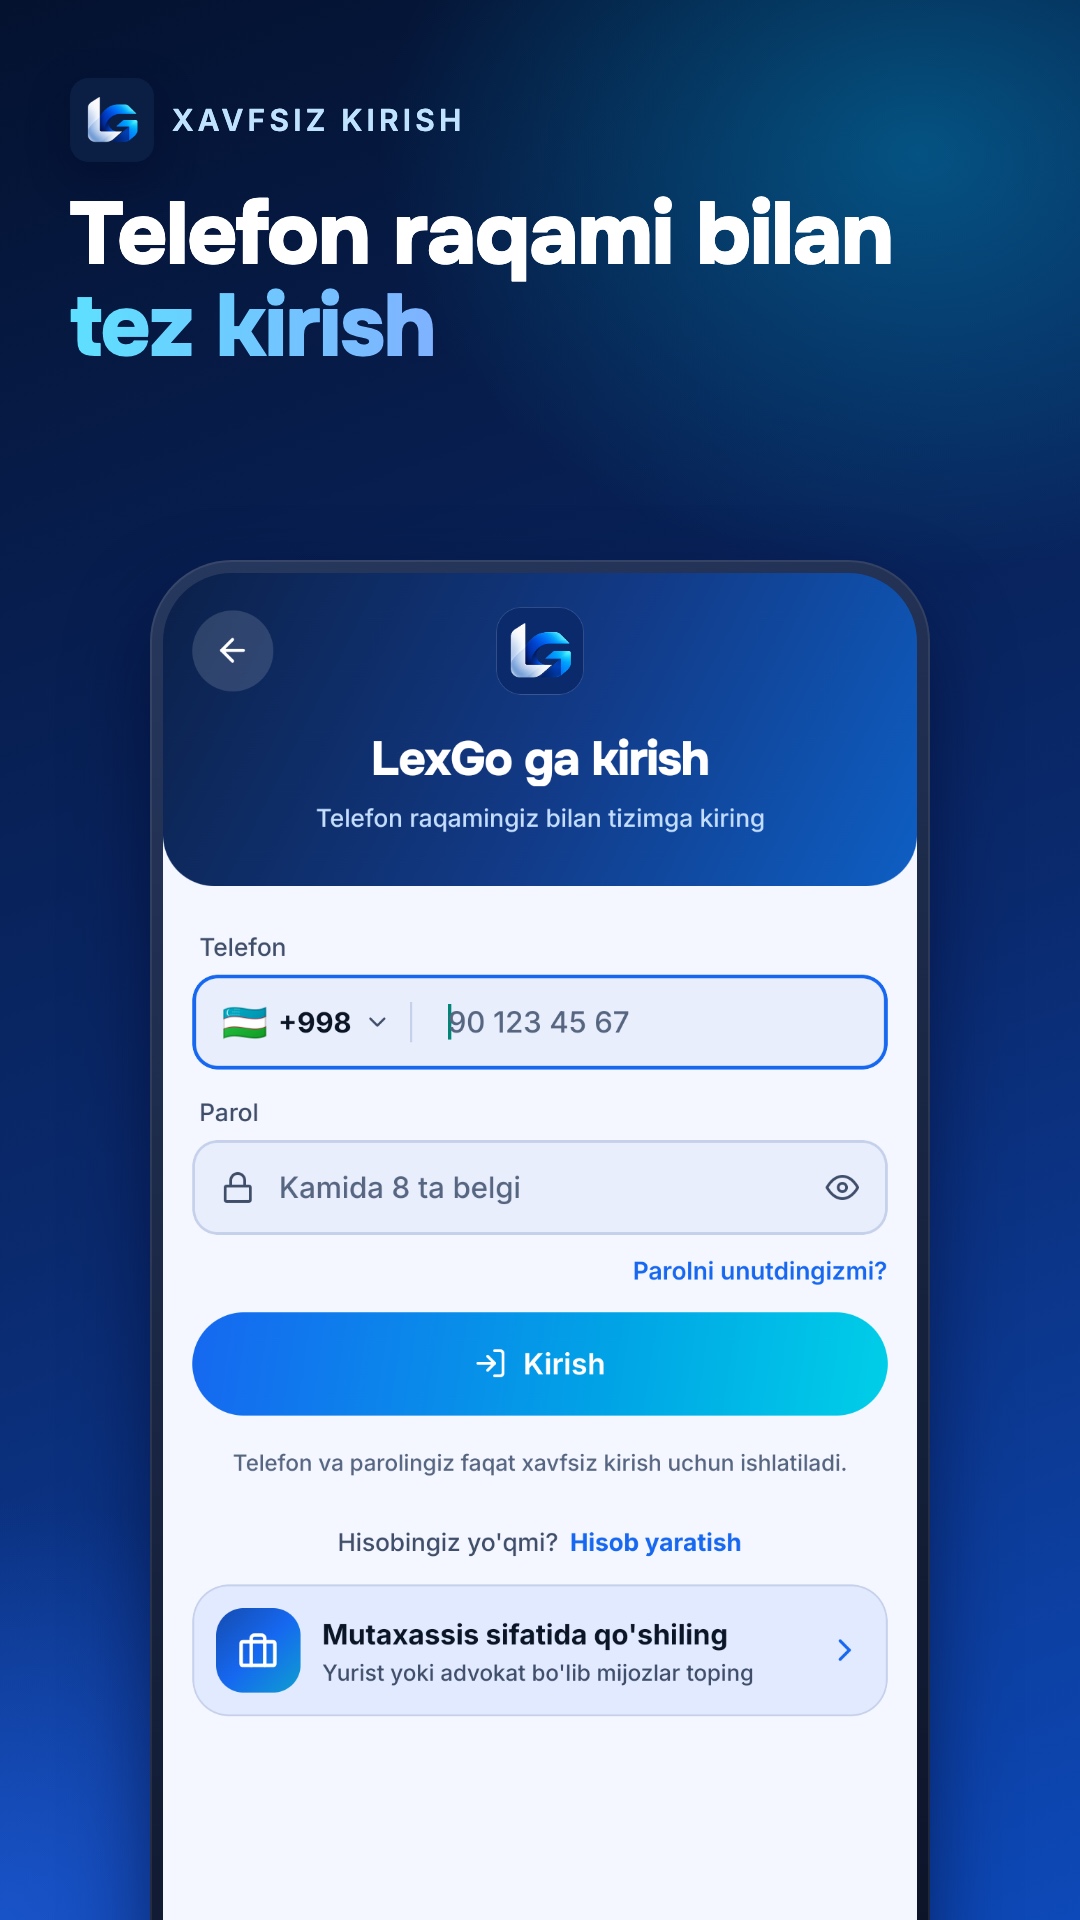 XAVFSIZ KIRISH
Telefon raqami bilan
tez kirish
LexGo ga kirish
Telefon raqamingiz bilan tizimga kiring
Telefon
+998
90 123 45 67
Parol
Kamida 8 ta belgi
Parolni unutdingizmi?
Kirish
Telefon va parolingiz faqat xavfsiz kirish uchun ishlatiladi.
Hisobingiz yo'qmi? Hisob yaratish
Mutaxassis sifatida qo'shiling
Yurist yoki advokat bo'lib mijozlar toping